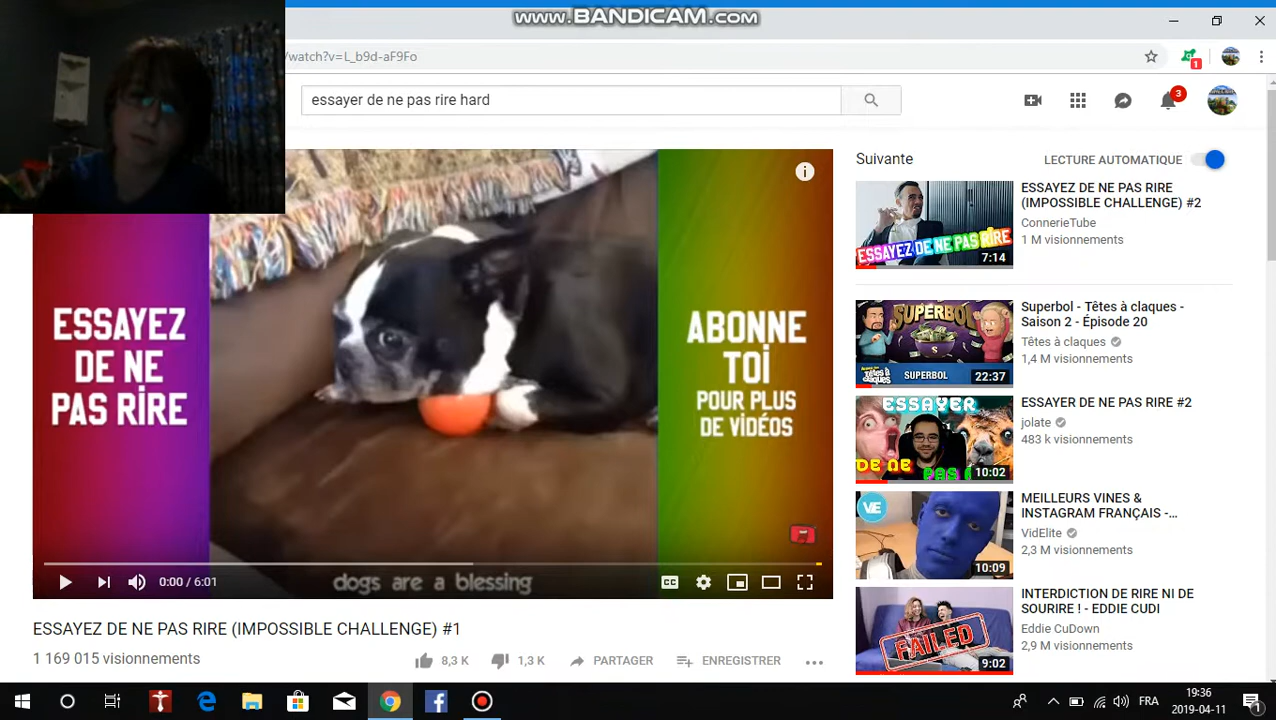 www.BANDICAM.com
/watch?v=L_b9d-aF9Fo
1
essayer de ne pas rire hard
3
ESSAYEZ
DE NE
PAS RIRE
ABONNE
TOI
POUR PLUS
DE VIDÉOS
dogs are a blessing
0:00 / 6:01
CC
ESSAYEZ DE NE PAS RIRE (IMPOSSIBLE CHALLENGE) #1
1 169 015 visionnements
8,3 K
1,3 K
PARTAGER
ENREGISTRER
Suivante
LECTURE AUTOMATIQUE
ESSAYEZ DE NE PAS RIRE
7:14
ESSAYEZ DE NE PAS RIRE
(IMPOSSIBLE CHALLENGE) #2
ConnerieTube
1 M visionnements
SUPERBOL
SUPERBOL
22:37
Superbol - Têtes à claques -
Saison 2 - Épisode 20
Têtes à claques
1,4 M visionnements
ESSAYER
DE NE PAS
10:02
ESSAYER DE NE PAS RIRE #2
jolate
483 k visionnements
VE
10:09
MEILLEURS VINES &
INSTAGRAM FRANÇAIS -...
VidElite
2,3 M visionnements
FAILED
9:02
INTERDICTION DE RIRE NI DE
SOURIRE ! - EDDIE CUDI
Eddie CuDown
2,9 M visionnements
FRA
19:36
2019-04-11
1